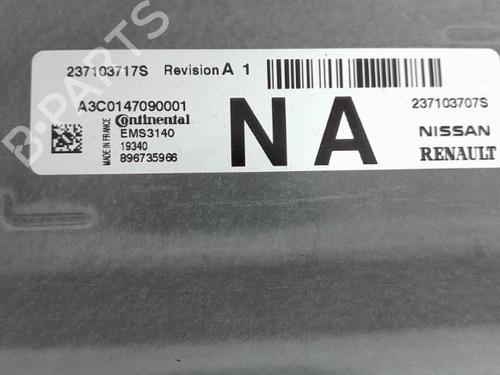 237103717S Revision A 1
A3C0147090001
237103707S
MADE IN FRANCE
Continental
EMS3140
19340
896735966
NA
NISSAN
RENAULT
B-PARTS